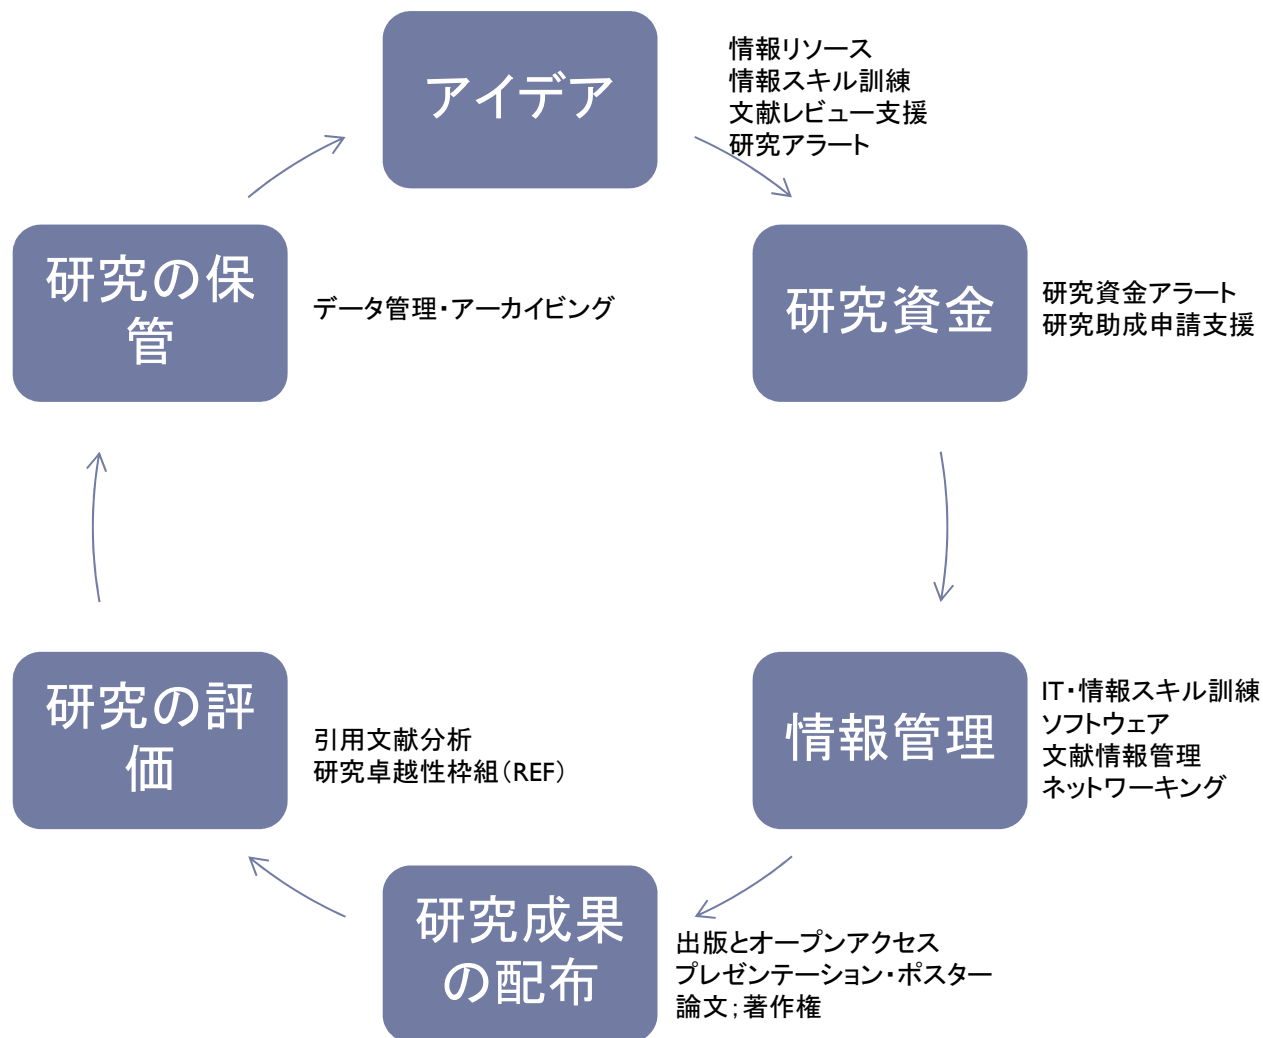 アイデア
情報リソース
情報スキル訓練
文献レビュー支援
研究アラート
研究資金
研究資金アラート
研究助成申請支援
情報管理
IT・情報スキル訓練
ソフトウェア
文献情報管理
ネットワーキング
研究成果
の配布
出版とオープンアクセス
プレゼンテーション・ポスター
論文；著作権
研究の評
価
引用文献分析
研究卓越性枠組（REF）
研究の保
管
データ管理・アーカイビング